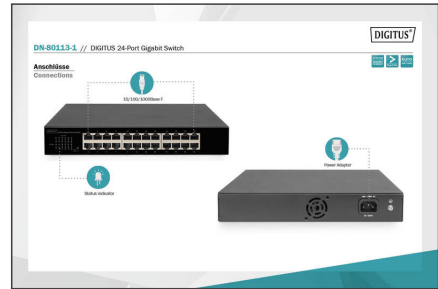 DIGITUS®
DN-80113-1 // DIGITUS 24-Port Gigabit Switch
Anschlüsse
Connections
10/100/1000Base-T
Status indicator
Power Adapter